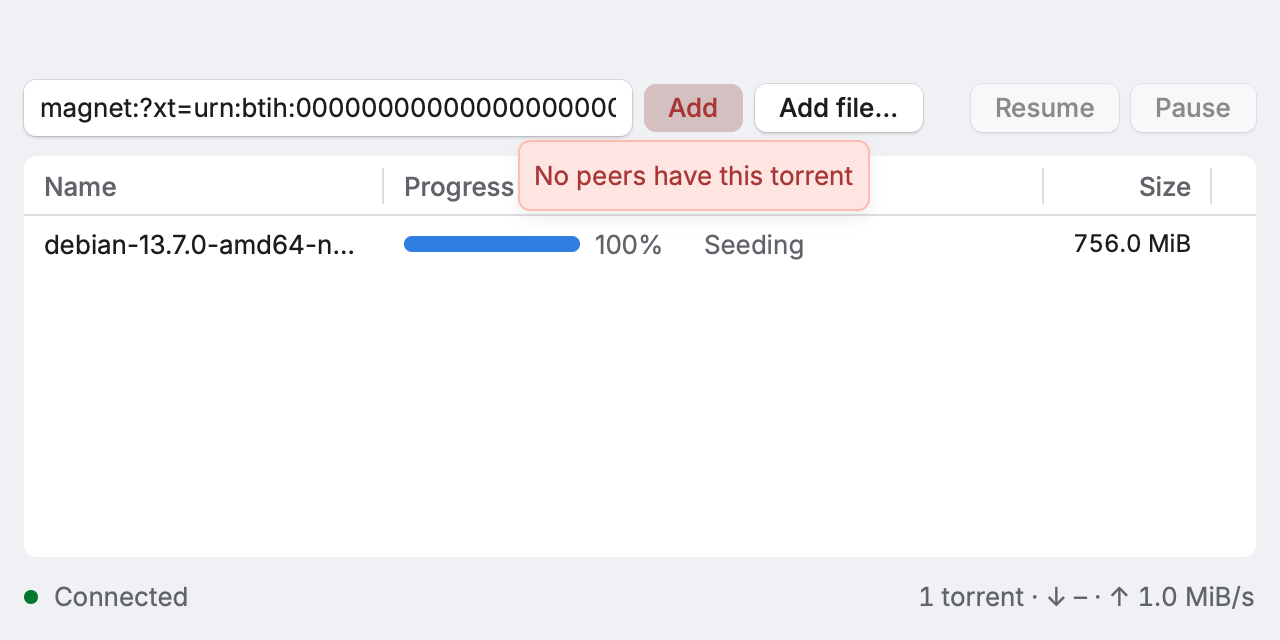 magnet:?xt=urn:btih:00000000000000000000 Add Add file... Resume Pause
No peers have this torrent
Name Progress Size
debian-13.7.0-amd64-n... 100% Seeding 756.0 MiB
Connected 1 torrent · ↓ – · ↑ 1.0 MiB/s